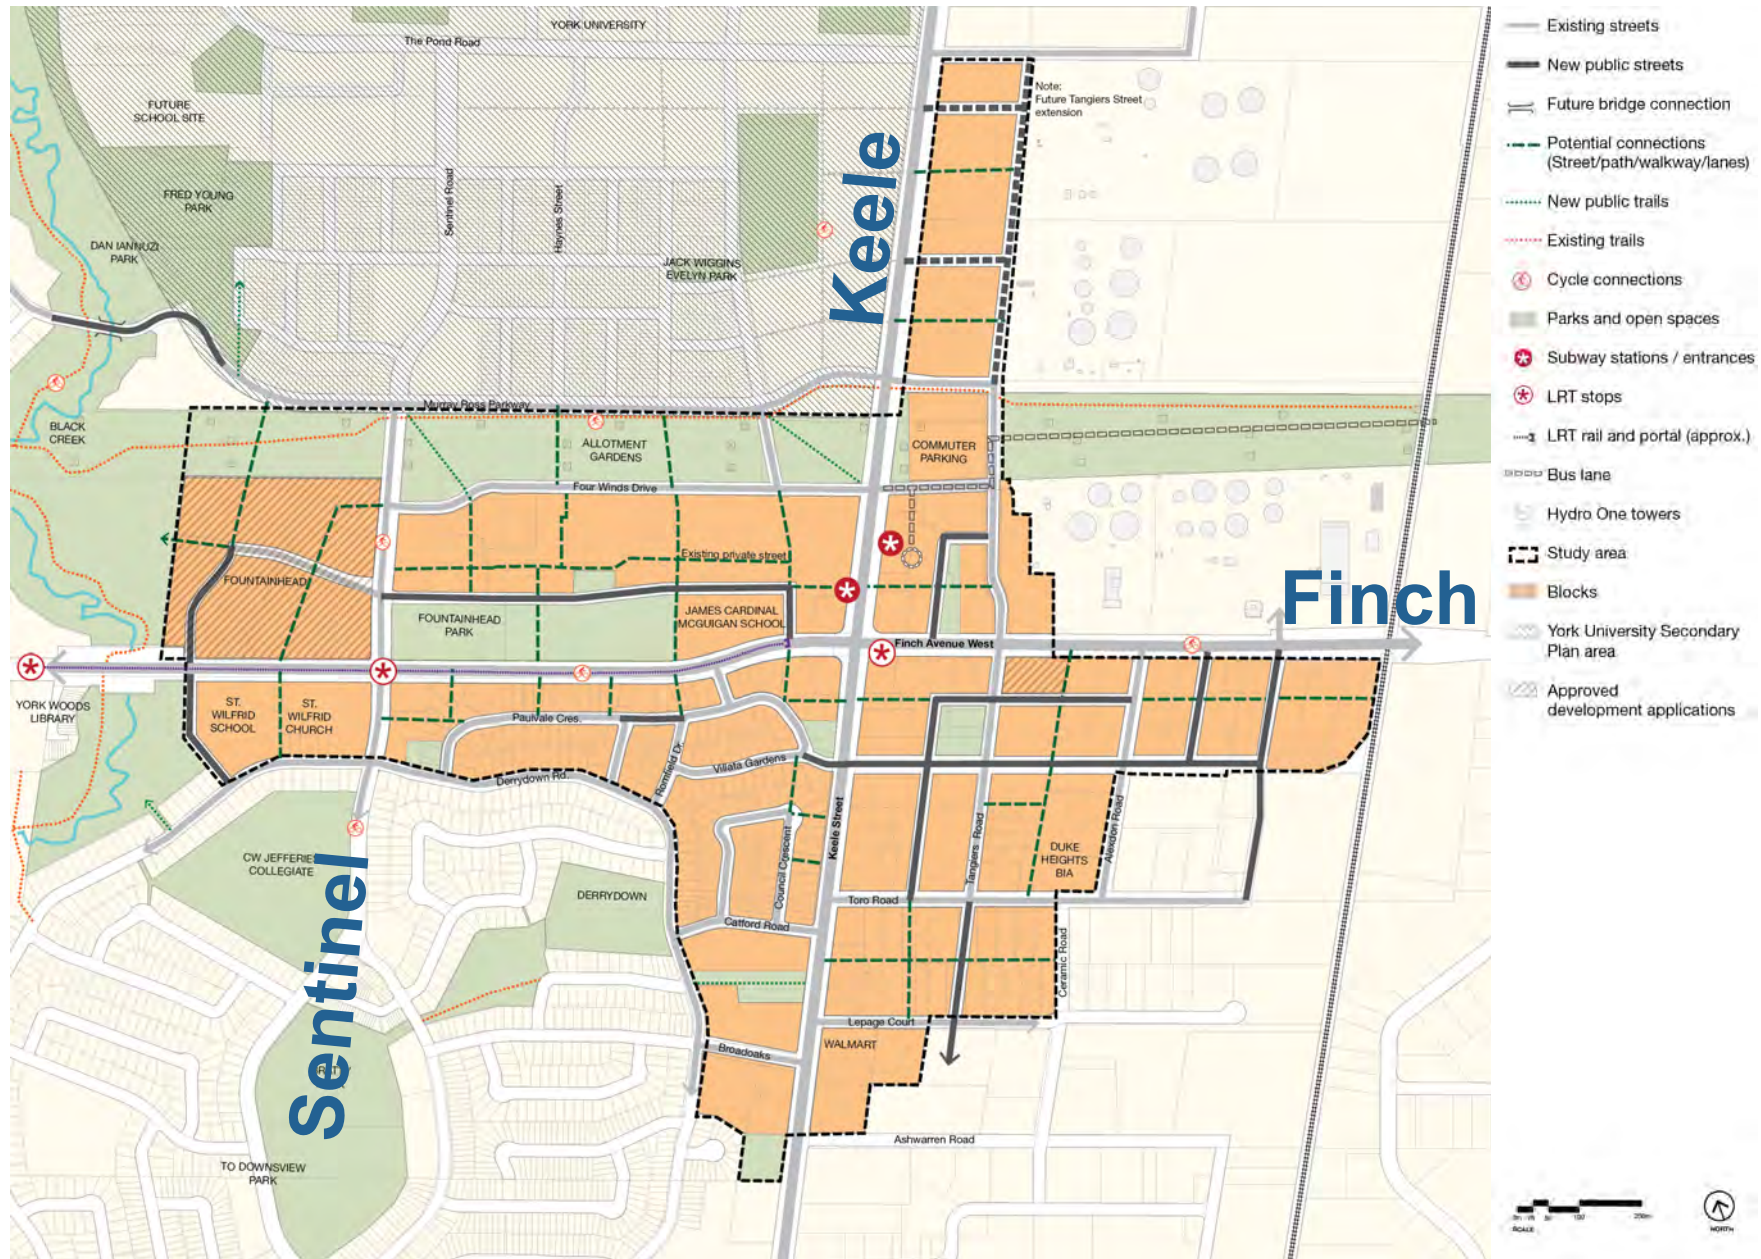 YORK UNIVERSITY
The Pond Road
FUTURE
SCHOOL SITE
FRED YOUNG
PARK
DAN IANNUZI
PARK
Sentinel Road
Haynes Street
JACK WIGGINS
EVELYN PARK
Keele
Note:
Future Tangiers Street
extension
Murray Ross Parkway
BLACK
CREEK
ALLOTMENT
GARDENS
COMMUTER
PARKING
Four Winds Drive
Existing private street
FOUNTAINHEAD
FOUNTAINHEAD
PARK
JAMES CARDINAL
MCGUIGAN SCHOOL
Finch
Finch Avenue West
YORK WOODS
LIBRARY
ST.
WILFRID
SCHOOL
ST.
WILFRID
CHURCH
Paulvale Cres.
Derrydown Rd.
Romfield Dr.
Villata Gardens
Keele Street
Council Crescent
Tangiers Road
Alexdon Road
DUKE
HEIGHTS
BIA
CW JEFFERIES
COLLEGIATE
DERRYDOWN
Sentinel
Toro Road
Catford Road
Ceramic Road
Lepage Court
WALMART
Broadoaks
Ashwarren Road
TO DOWNSVIEW
PARK
Existing streets
New public streets
Future bridge connection
Potential connections
(Street/path/walkway/lanes)
New public trails
Existing trails
Cycle connections
Parks and open spaces
Subway stations / entrances
LRT stops
LRT rail and portal (approx.)
Bus lane
Hydro One towers
Study area
Blocks
York University Secondary
Plan area
Approved
development applications
SCALE
NORTH